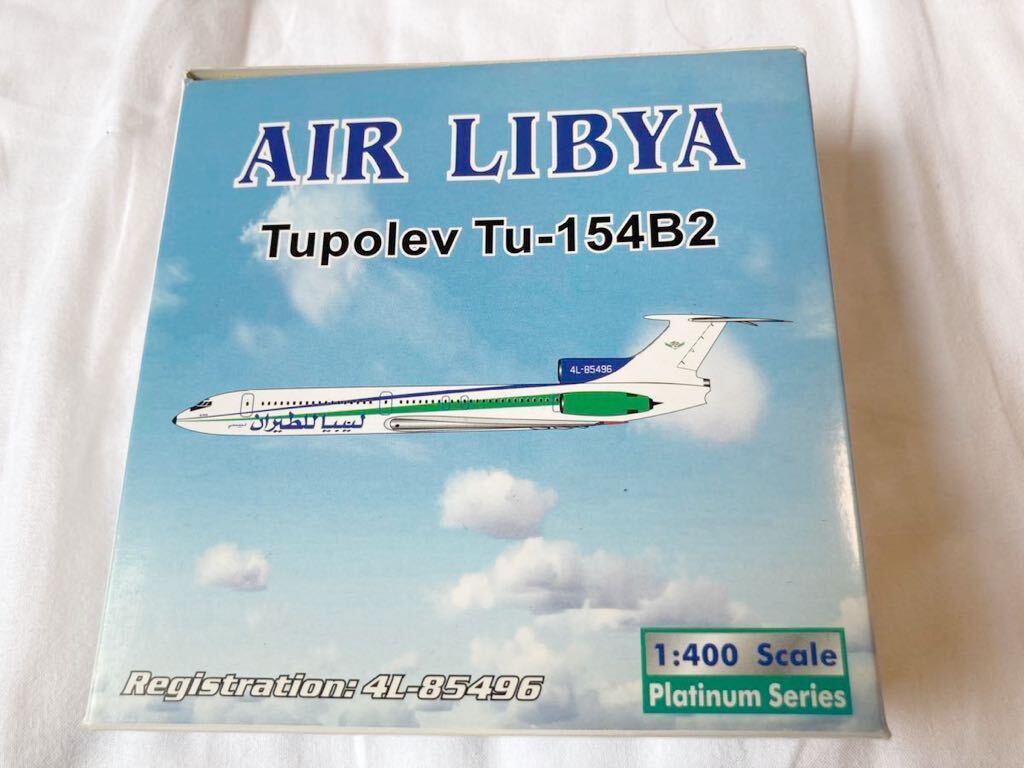 AIR LIBYA
Tupolev Tu-154B2
4L-85496
ليبيا للطيران
Registration: 4L-85496
1:400 Scale
Platinum Series